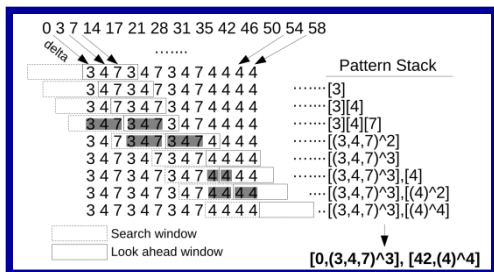 0 3 7 14 17 21 28 31 35 42 46 50 54 58
delta
.......
Pattern Stack
3 4 7 3 4 7 3 4 7 4 4 4 4
3 4 7 3 4 7 3 4 7 4 4 4 4 .......[3]
3 4 7 3 4 7 3 4 7 4 4 4 4 .......[3][4]
3 4 7 3 4 7 3 4 7 4 4 4 4 .......[3][4][7]
3 4 7 3 4 7 3 4 7 4 4 4 4 .......[(3,4,7)^2]
3 4 7 3 4 7 3 4 7 4 4 4 4 .......[(3,4,7)^3]
3 4 7 3 4 7 3 4 7 4 4 4 4 .......[(3,4,7)^3],[4]
3 4 7 3 4 7 3 4 7 4 4 4 4 ....[(3,4,7)^3],[(4)^2]
3 4 7 3 4 7 3 4 7 4 4 4 4 ..[(3,4,7)^3],[(4)^4]
Search window
Look ahead window
[0,(3,4,7)^3], [42,(4)^4]